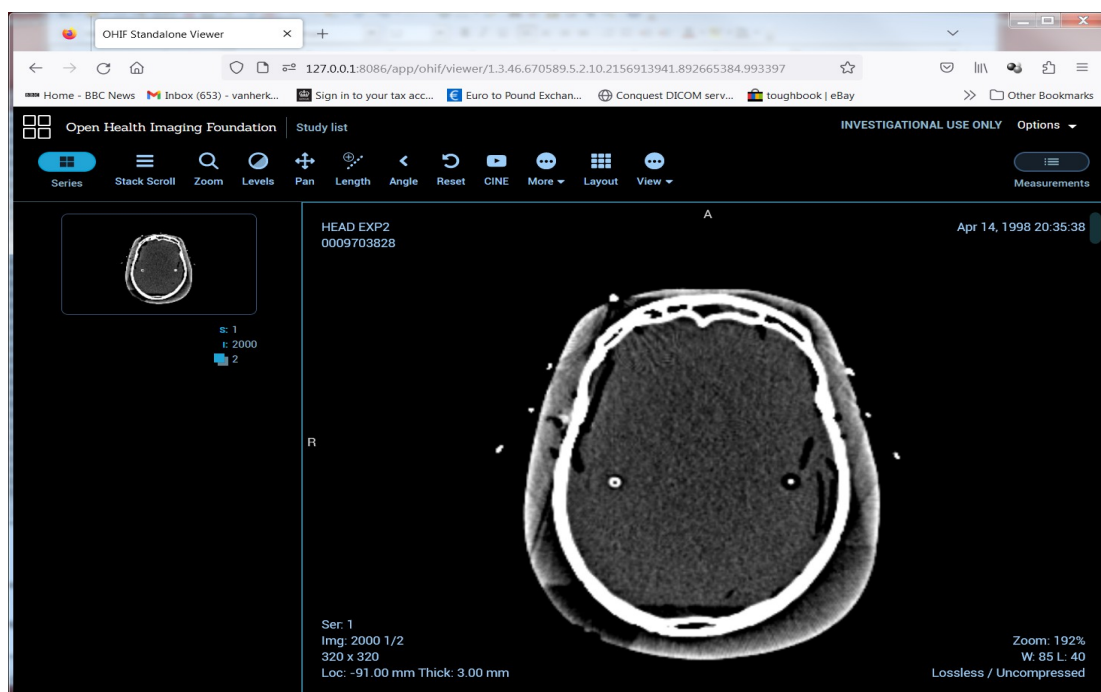 OHIF Standalone Viewer
127.0.0.1:8086/app/ohif/viewer/1.3.46.670589.5.2.10.2156913941.892665384.993397
Home - BBC News Inbox (653) - vanherk... Sign in to your tax acc... Euro to Pound Exchan... Conquest DICOM serv... toughbook | eBay >> Other Bookmarks
Open Health Imaging Foundation Study list INVESTIGATIONAL USE ONLY Options
Series Stack Scroll Zoom Levels Pan Length Angle Reset CINE More Layout View Measurements
S: 1
I: 2000
2
HEAD EXP2
0009703828
A
Apr 14, 1998 20:35:38
R
Ser: 1
Img: 2000 1/2
320 x 320
Loc: -91.00 mm Thick: 3.00 mm
Zoom: 192%
W: 85 L: 40
Lossless / Uncompressed